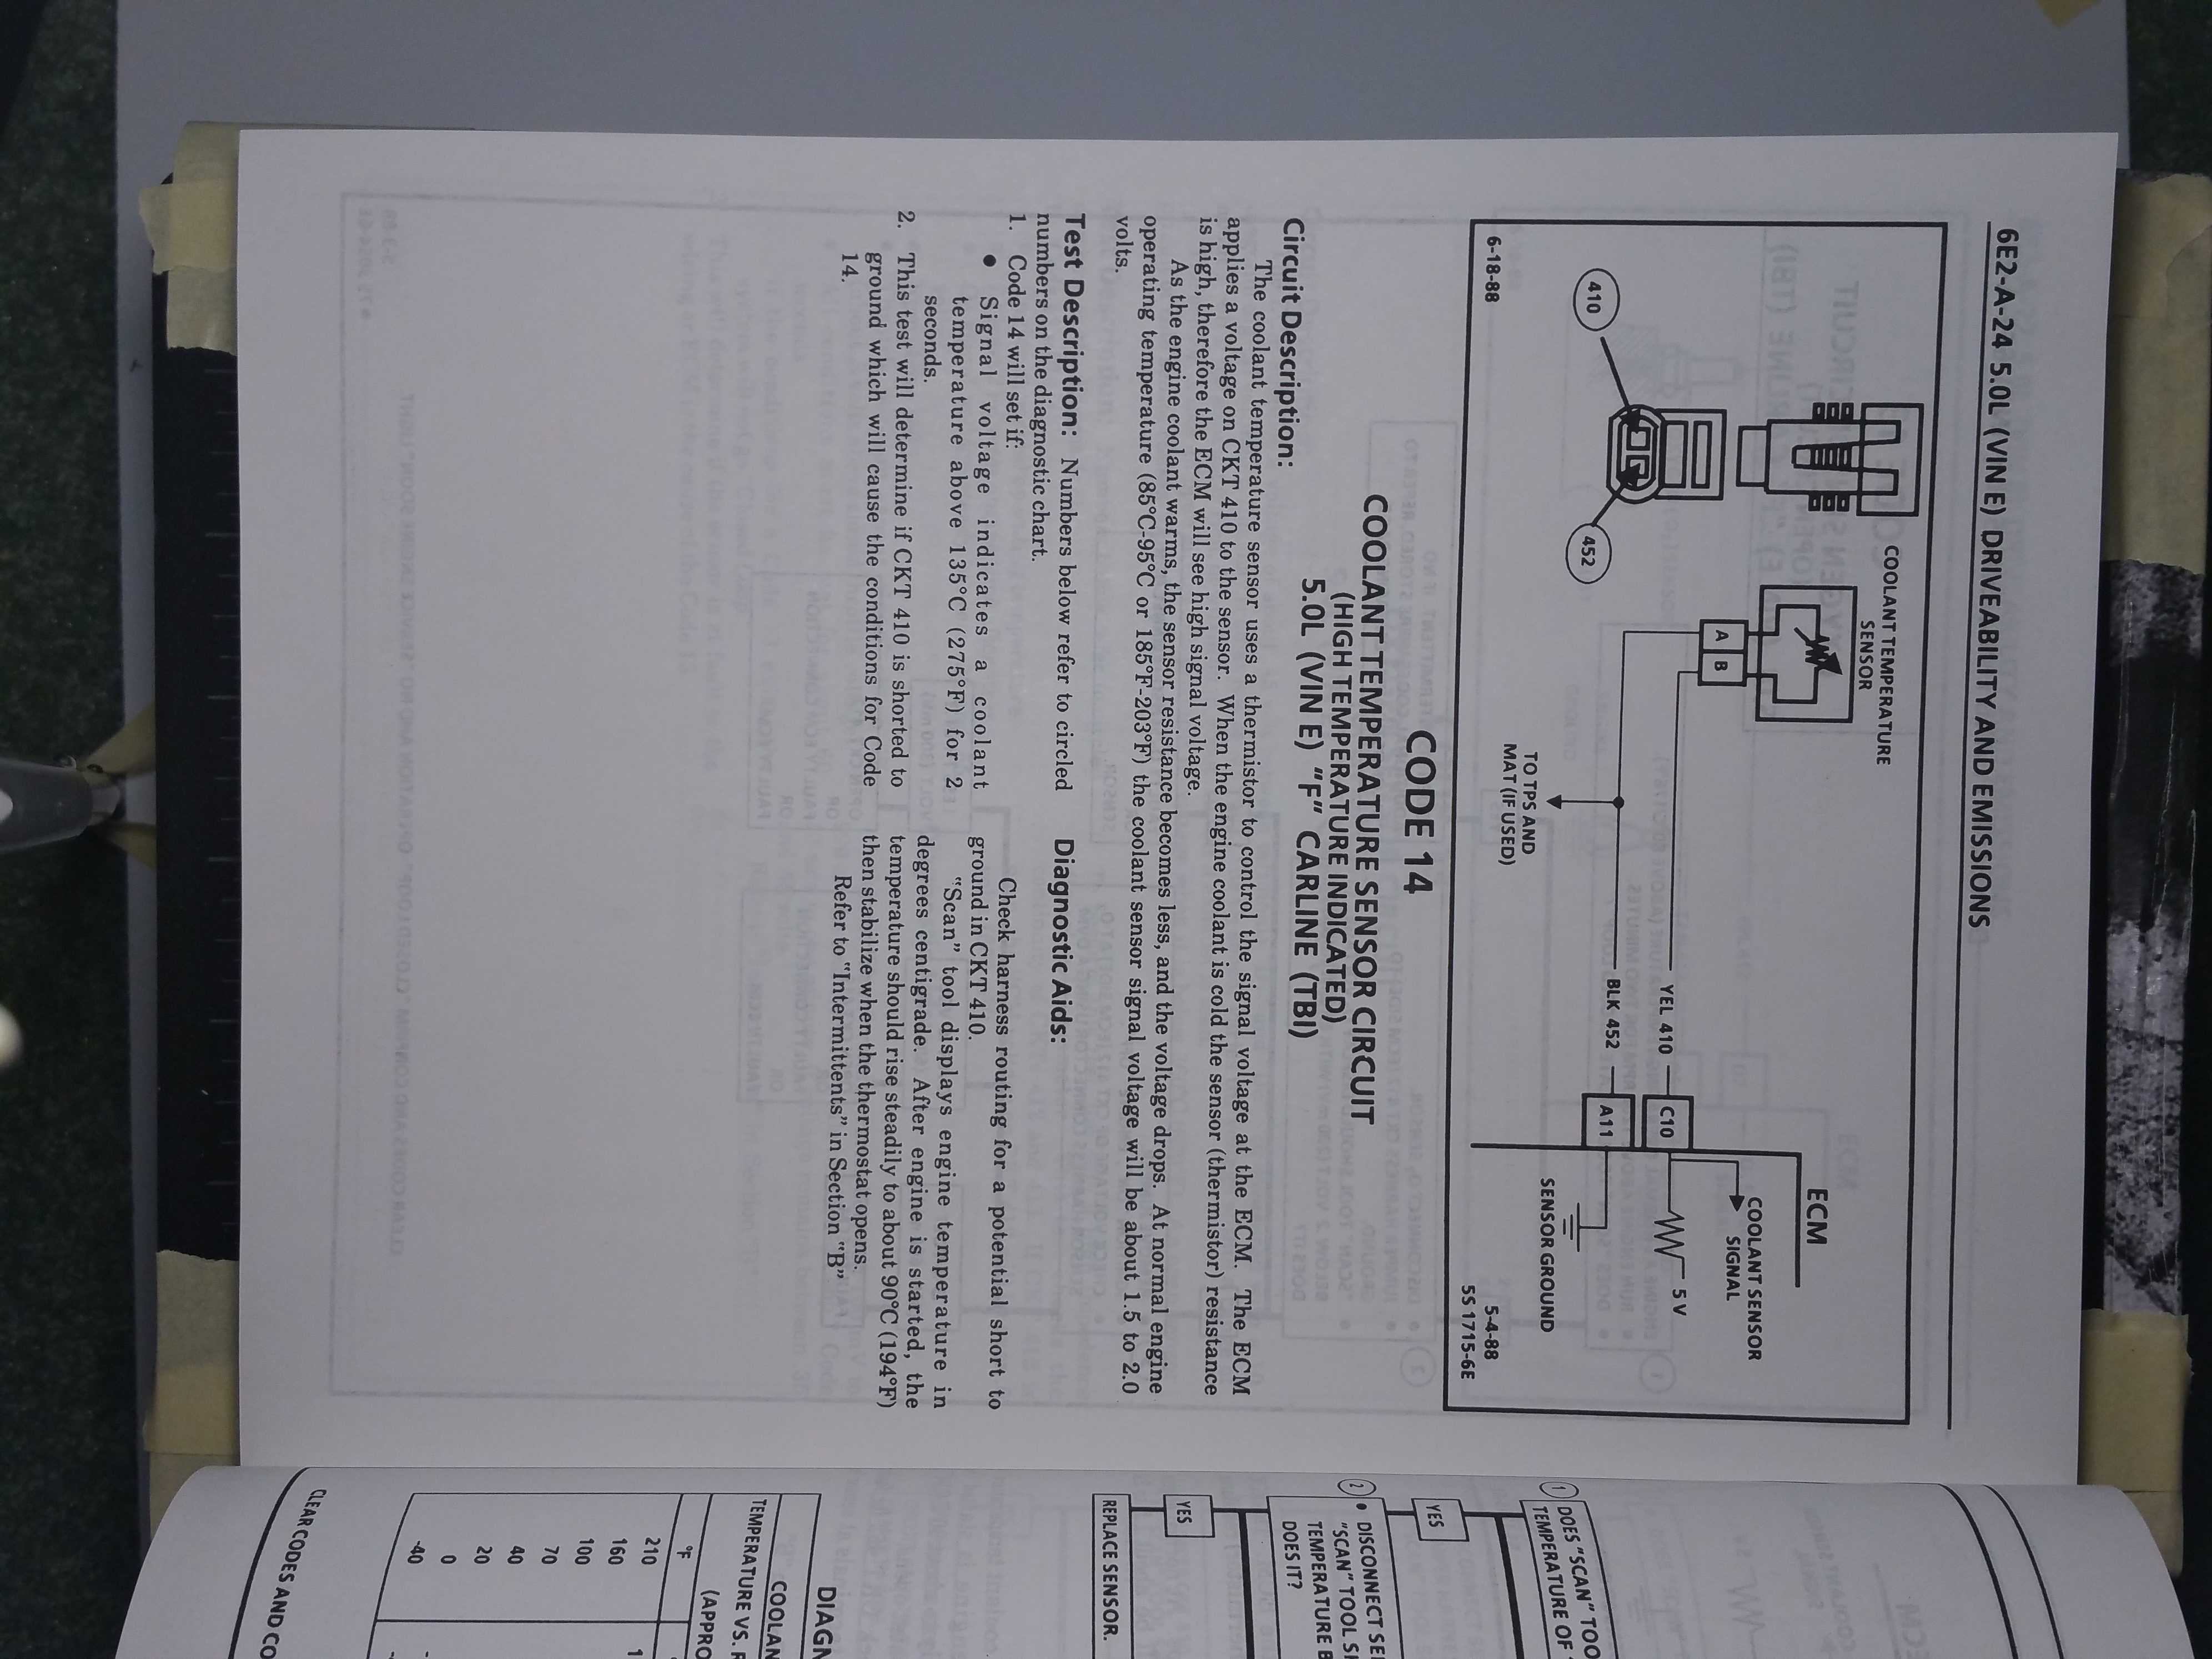 6E2-A-24 5.0L (VIN E) DRIVEABILITY AND EMISSIONS
COOLANT TEMPERATURE
SENSOR
410
452
A B
TO TPS AND
MAT (IF USED)
YEL 410
BLK 452
C10
A11
ECM
COOLANT SENSOR
SIGNAL
5 V
SENSOR GROUND
6-18-88
5-4-88
5S 1715-6E
CODE 14
COOLANT TEMPERATURE SENSOR CIRCUIT
(HIGH TEMPERATURE INDICATED)
5.0L (VIN E) "F" CARLINE (TBI)
Circuit Description:
The coolant temperature sensor uses a thermistor to control the signal voltage at the ECM. The ECM
applies a voltage on CKT 410 to the sensor. When the engine coolant is cold the sensor (thermistor) resistance
is high, therefore the ECM will see high signal voltage.
As the engine coolant warms, the sensor resistance becomes less, and the voltage drops. At normal engine
operating temperature (85°C-95°C or 185°F-203°F) the coolant sensor signal voltage will be about 1.5 to 2.0
volts.
Test Description: Numbers below refer to circled
numbers on the diagnostic chart.
1. Code 14 will set if:
● Signal voltage indicates a coolant
temperature above 135°C (275°F) for 2
seconds.
2. This test will determine if CKT 410 is shorted to
ground which will cause the conditions for Code
14.
Diagnostic Aids:
Check harness routing for a potential short to
ground in CKT 410.
"Scan" tool displays engine temperature in
degrees centigrade. After engine is started, the
temperature should rise steadily to about 90°C (194°F)
then stabilize when the thermostat opens.
Refer to "Intermittents" in Section "B"
1 DOES "SCAN" TOO
TEMPERATURE OF
YES
2 • DISCONNECT SE
"SCAN" TOOL S
TEMPERATURE B
DOES IT?
YES
REPLACE SENSOR.
DIAGN
COOLAN
TEMPERATURE VS. R
(APPRO
°F
210
160
100
70
40
20
0
-40
CLEAR CODES AND CO